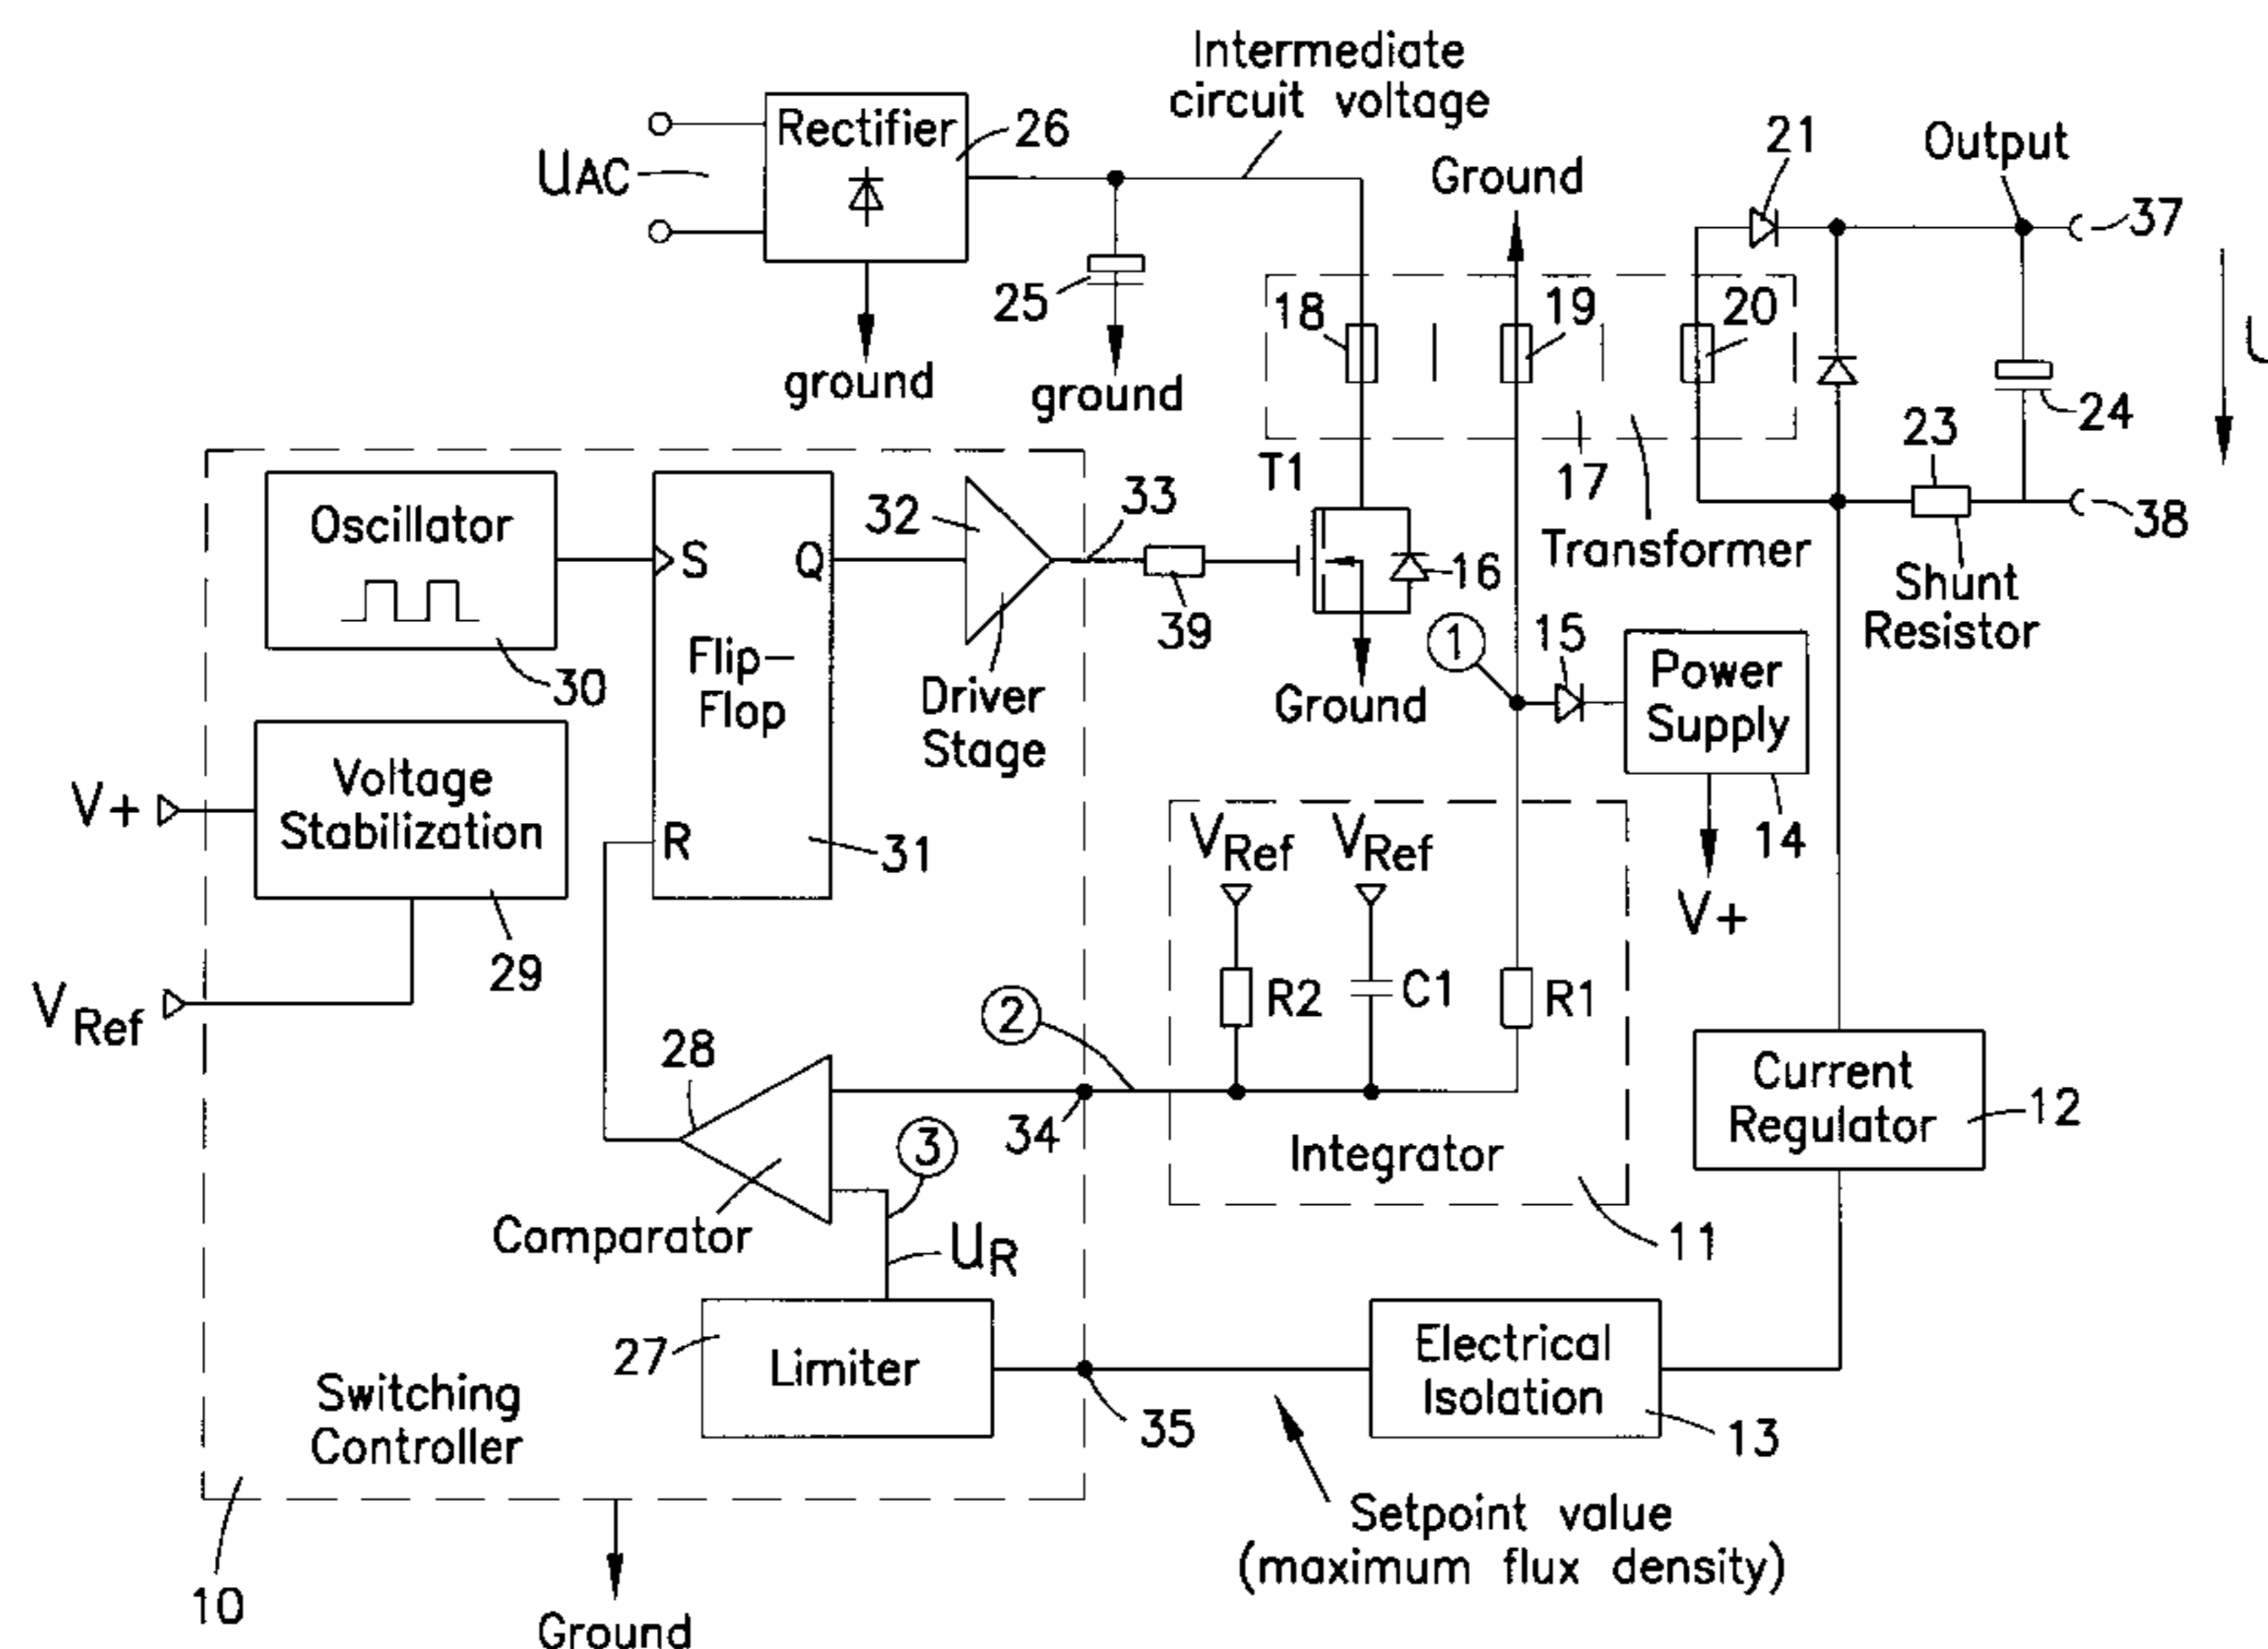 Intermediate
circuit voltage
Rectifier
26
UAC
Ground
21
Output
37
25
18
19
20
24
ground
ground
23
T1
17
38
Transformer
Shunt
Resistor
Oscillator
30
S
Q
Flip-
Flop
R
31
32
33
39
16
Driver
Stage
Ground
1
15
Power
Supply
14
V+
V+
Voltage
Stabilization
29
VRef
VRef
VRef
R2
C1
R1
2
28
34
Integrator
11
Current
Regulator
12
3
Comparator
UR
27
Limiter
35
Electrical
Isolation
13
Switching
Controller
10
Ground
Setpoint value
(maximum flux density)